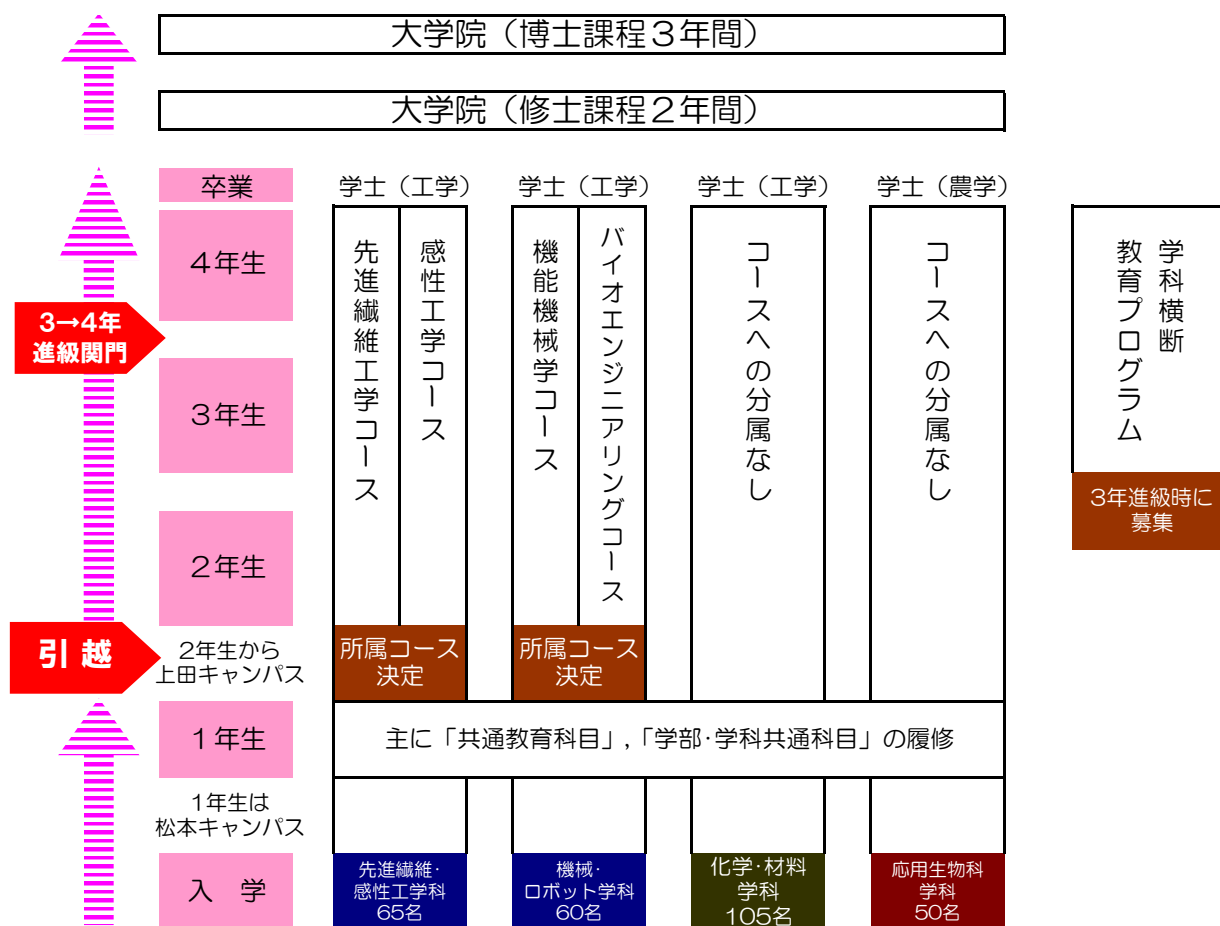 大学院（博士課程３年間）
大学院（修士課程２年間）
卒業
学士（工学）
学士（工学）
学士（工学）
学士（農学）
４年生
先進繊維工学コース
感性工学コース
機能機械学コース
バイオエンジニアリングコース
コースへの分属なし
コースへの分属なし
学科横断
教育プログラム
3→4年
進級関門
３年生
3年進級時に
募集
２年生
引 越
2年生から
上田キャンパス
所属コース
決定
所属コース
決定
１年生
主に「共通教育科目」,「学部･学科共通科目」の履修
1年生は
松本キャンパス
入　学
先進繊維･
感性工学科
65名
機械･
ロボット学科
60名
化学･材料
学科
105名
応用生物科
学科
50名